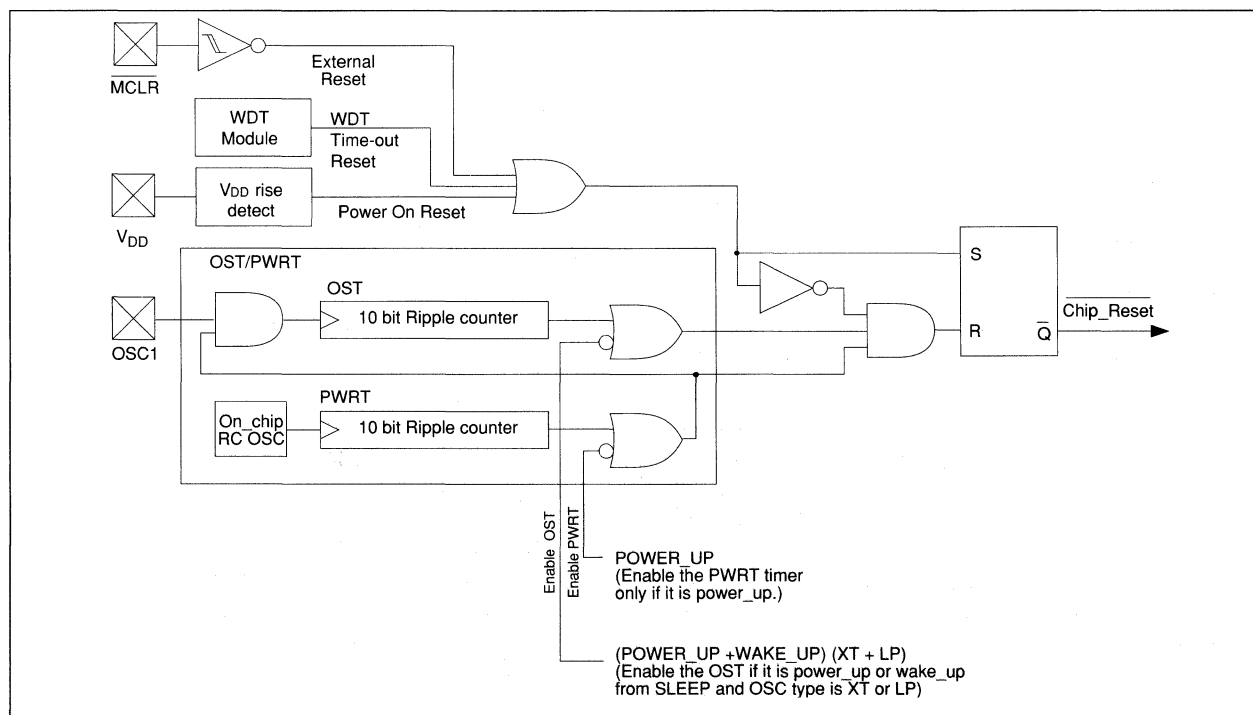 MCLR
External
Reset
WDT
Module
WDT
Time-out
Reset
VDD rise
detect
Power On Reset
VDD
OST/PWRT
OST
10 bit Ripple counter
OSC1
S
R
Q
Chip_Reset
PWRT
On_chip
RC OSC
10 bit Ripple counter
Enable OST
Enable PWRT
POWER_UP
(Enable the PWRT timer
only if it is power_up.)
(POWER_UP +WAKE_UP) (XT + LP)
(Enable the OST if it is power_up or wake_up
from SLEEP and OSC type is XT or LP)